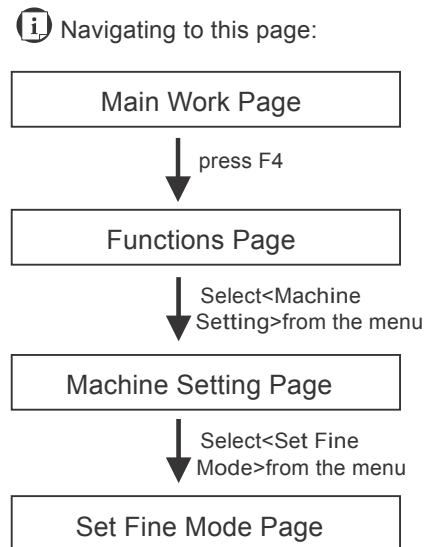 i Navigating to this page:
Main Work Page
press F4
Functions Page
Select<Machine
Setting>from the menu
Machine Setting Page
Select<Set Fine
Mode>from the menu
Set Fine Mode Page